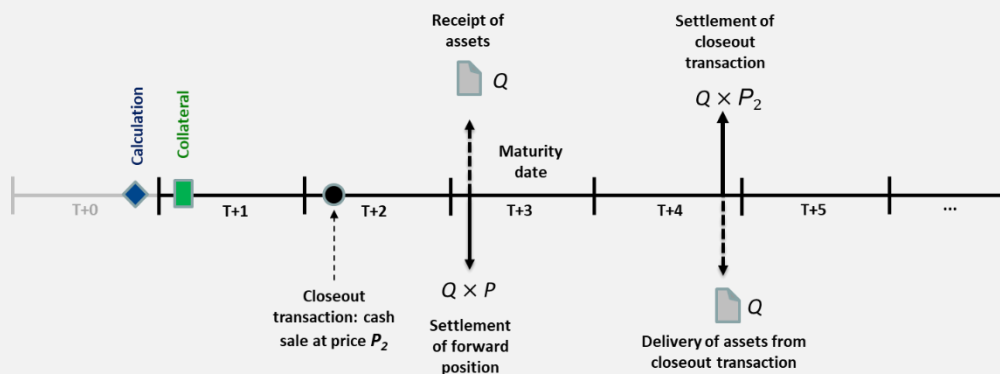 Receipt of
assets
Q
Settlement of
closeout
transaction
Q × P₂
Calculation
Collateral
Maturity
date
T+0
T+1
T+2
T+3
T+4
T+5
...
Closeout
transaction: cash
sale at price P₂
Q × P
Settlement
of forward
position
Q
Delivery of assets from
closeout transaction